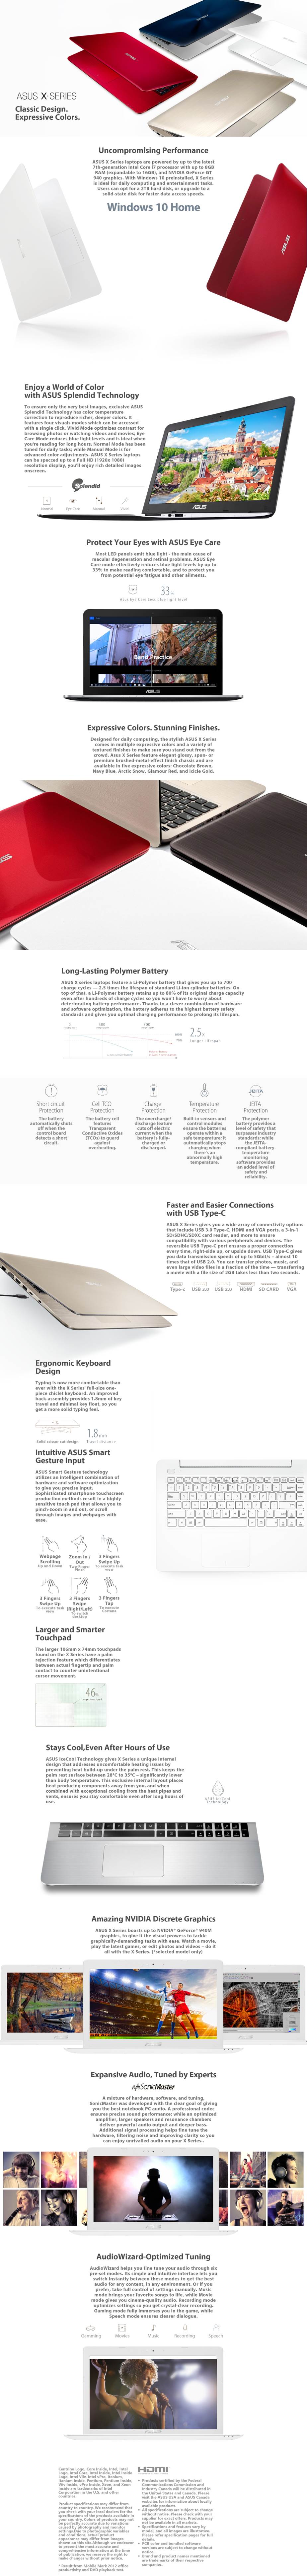 ASUS X-SERIES
Classic Design.
Expressive Colors.
Uncompromising Performance
ASUS X Series laptops are powered by up to the latest
7th-generation Intel Core i7 processor with up to 8GB
RAM (expandable to 16GB), and NVIDIA GeForce GT
940 graphics. With Windows 10 preinstalled, X Series
is ideal for daily computing and entertainment tasks.
Users can opt for a 2TB hard disk, or upgrade to a
solid-state disk for faster read/write speeds.
Windows 10 Home
Enjoy a World of Color
with ASUS Splendid Technology
To ensure only the very best images, exclusive ASUS
Splendid Technology has color-temperature
correction to reproduce richer, deeper colors. It
features four visuals modes which can be accessed
with a single click. Vivid Mode optimizes contrast for
browsing photos or when you're watching films; Eye
Care Mode reduces blue light levels and is ideal when
you're reading for long hours; Normal Mode has been
tuned for daily tasks; while Manual Mode is for
advanced color adjustments. ASUS X Series laptops
can be specced up to a Full HD (1920x 1080)
resolution display, you'll enjoy rich detailed images
onscreen.
Splendid
Normal Eye Care Manual Vivid
Protect Your Eyes with ASUS Eye Care
Most LED panels emit blue light - the main cause of
macular degeneration and retinal problems. ASUS Eye
Care mode effectively reduces blue light levels by up to
33% to make reading comfortable, and to protect you
from potential eye fatigue and other ailments.
33%
Asus Eye Care Less blue light level
Band Practice
Expressive Colors. Stunning Finishes.
Designed for daily computing, the stylish ASUS X Series
comes in multiple expressive colors and a variety of
textured finishes to make sure you stand out from the
crowd. Asus X Series feature elegant glossy, spun- or
premium brushed-metal-effect finish chassis and are
available in five expressive colors: Chocolate Brown,
Navy Blue, Arctic Snow, Glamour Red, and Icicle Gold.
Long-Lasting Polymer Battery
ASUS X series laptops feature a Li-Polymer battery that gives you up to 700
charge cycles — 2.5 times the lifespan of standard Li-ion cylinder batteries. On
top of that, a Li-Polymer retains up to 80% of its original charge capacity
even after hundreds of charge cycles so you won't have to worry about
deteriorating battery performance. Thanks to a clever combination of hardware
and software optimization, the battery adheres to the highest battery safety
standards and gives you optimal charging performance to prolong its lifespan.
2.5x
Longer Lifespan
Short circuit
Protection
The battery
automatically shuts
off when the
control board
detects a short
circuit.
Cell TCO
Protection
The battery cell
features
Transparent
Conductive Oxides
(TCOs) to guard
against
overheating.
Charge
Protection
The overcharge/
discharge feature
cuts off electric
current when the
battery is fully-
charged or
discharged.
Temperature
Protection
Built-in sensors and
control modules
ensure the batteries
operate within a
safe temperature; it
automatically stops
charging when
there's an
abnormally high
temperature.
JEITA
JEITA
Protection
The polymer
battery provides a
level of safety that
surpasses industry
standards; while
the JEITA-
compliant battery-
temperature
monitoring
software provides
an added level of
safety and
reliability.
Faster and Easier Connections
with USB Type-C
ASUS X Series gives you a wide array of connectivity options
that include USB 3.0 Type-C, HDMI and VGA ports, a 3-in-1
SD/SDHC/SDXC card reader, and more to ensure
compatibility with various peripherals and devices. The
reversible USB Type-C port ensures a proper connection
every time, right-side up, or upside down. USB Type-C gives
you data transmission speeds of up to 5Gbit/s - almost 10
times that of USB 2.0. You can transfer photos, music, and
even large video files in a fraction of the time — transferring
a movie with a file size of 2GB takes less than two seconds.
Type c USB 3.0 USB 2.0 HDMI SD CARD VGA
Ergonomic Keyboard
Design
Typing is now more comfortable than
ever with the X Series' full-size one-
piece chiclet keyboard. An improved
back-assembly provides 1.8mm of key
travel and minimal key float, so you
get a more solid typing feel.
1.8mm
Solid unique cut design Travel distance
Intuitive ASUS Smart
Gesture Input
ASUS Smart Gesture technology
utilizes an intuitive combination of
hardware and software optimization
to give you precise input.
Sophisticated smartphone touchscreen
production methods result in a highly
sensitive touch pad that allows you to
pinch-zoom in and out, or scroll
through images and webpages with
ease.
Webpage
Scrolling
Up and Down
Zoom In /
Out
Two-Finger
Pinch
3 Fingers
Swipe Up
To execute task
view
3 Fingers
Swipe Up
To execute task
view
3 Fingers
Swipe
(Right/Left)
To switch
desktop
3 Fingers
Tap
To execute
Cortana
Larger and Smarter
Touchpad
The larger 106mm x 74mm touchpads
found on the X Series have a palm
rejection feature which differentiates
between actual fingertip and palm
contact to counter unintentional
cursor movement.
46%
Stays Cool,Even After Hours of Use
ASUS IceCool Technology gives X Series a unique internal
design that addresses uncomfortable heating issues by
preventing heat build-up under the palm rest. This keeps the
palm rest surface between 28°C to 35°C — significantly lower
than body temperature. This exclusive internal layout places
heat producing components away from you, and when
combined with exceptional cooling from the heat pipes and
vents, ensures you stay comfortable even after long hours of
use.
ASUS IceCool
Technology
Amazing NVIDIA Discrete Graphics
ASUS X Series boasts up to NVIDIA® GeForce® 940M
graphics, to give it the visual prowess to tackle
graphically-demanding tasks with ease. Watch a movie,
play the latest games, or edit photos and videos — do it
all with the X Series. (*selected model only)
Expansive Audio, Tuned by Experts
SonicMaster
A mixture of hardware, software, and tuning,
SonicMaster was developed with the clear goal of giving
you the best notebook PC audio. A professional codec
ensures precise sound performance; while an optimized
amplifier, larger speakers and resonance chambers
deliver powerful audio output and deeper bass.
Additional signal processing helps fine tune the
hardware, filtering noise and improving clarity so you
can enjoy unrivalled audio on your X Series..
AudioWizard-Optimized Tuning
AudioWizard helps you fine tune your audio through six
pre-set modes. Its simple and intuitive interface lets you
switch instantly between these modes to get the best
audio for any content, in any environment. Or if you
prefer, take full control of settings manually. Music
mode brings your favorite songs to life, while Movie
mode gives you cinema-quality audio. Recording mode
optimizes settings so you get crystal-clear recording.
Gaming mode fully immerses you in the game, while
Speech mode ensures clearer dialogue.
Gamming Movies Music Recording Speech
HDMI